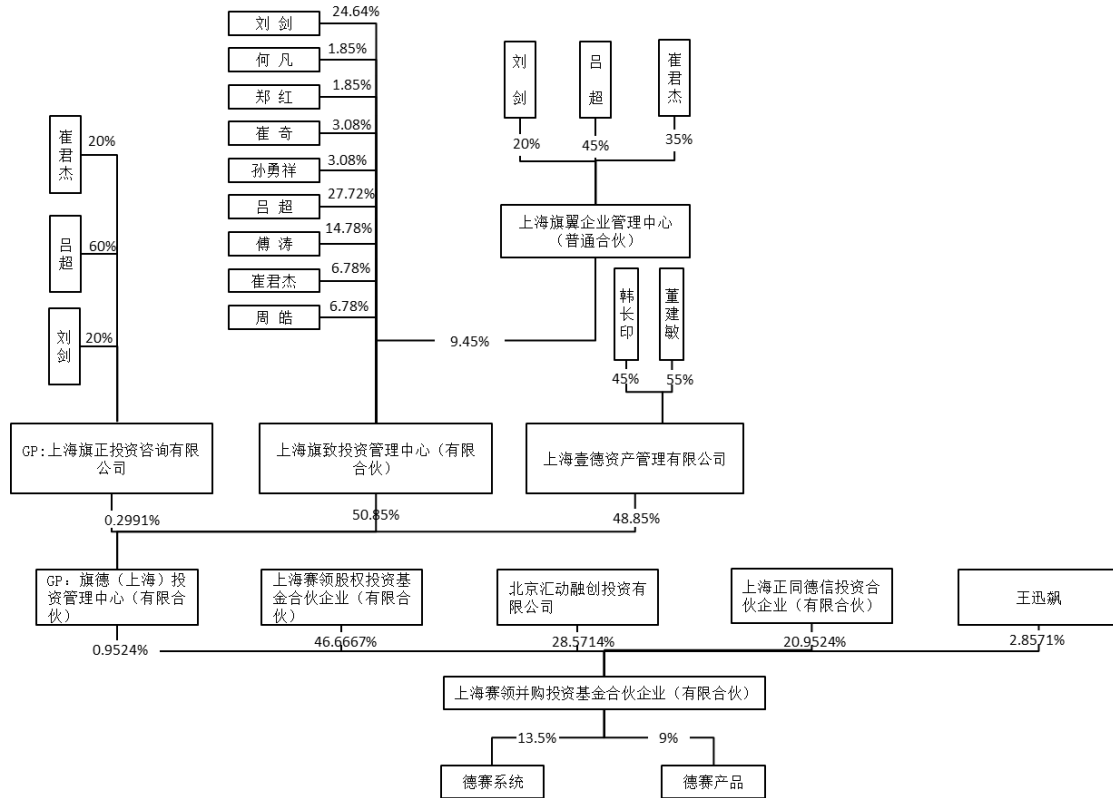 刘 剑
24.64%
何 凡
1.85%
郑 红
1.85%
崔 奇
3.08%
孙勇祥
3.08%
吕 超
27.72%
傅 涛
14.78%
崔君杰
6.78%
周 皓
6.78%
刘剑
20%
吕超
45%
崔君杰
35%
上海旗翼企业管理中心
（普通合伙）
9.45%
崔君杰
20%
吕超
60%
刘剑
20%
韩长印
45%
董建敏
55%
GP:上海旗正投资咨询有限
公司
上海旗致投资管理中心（有限
合伙）
上海壹德资产管理有限公司
0.2991%
50.85%
48.85%
GP：旗德（上海）投
资管理中心（有限合
伙）
上海赛领股权投资基
金合伙企业（有限合
伙）
北京汇动融创投资有
限公司
上海正同德信投资合
伙企业（有限合伙）
王迅飙
0.9524%
46.6667%
28.5714%
20.9524%
2.8571%
上海赛领并购投资基金合伙企业（有限合伙）
13.5%
9%
德赛系统
德赛产品